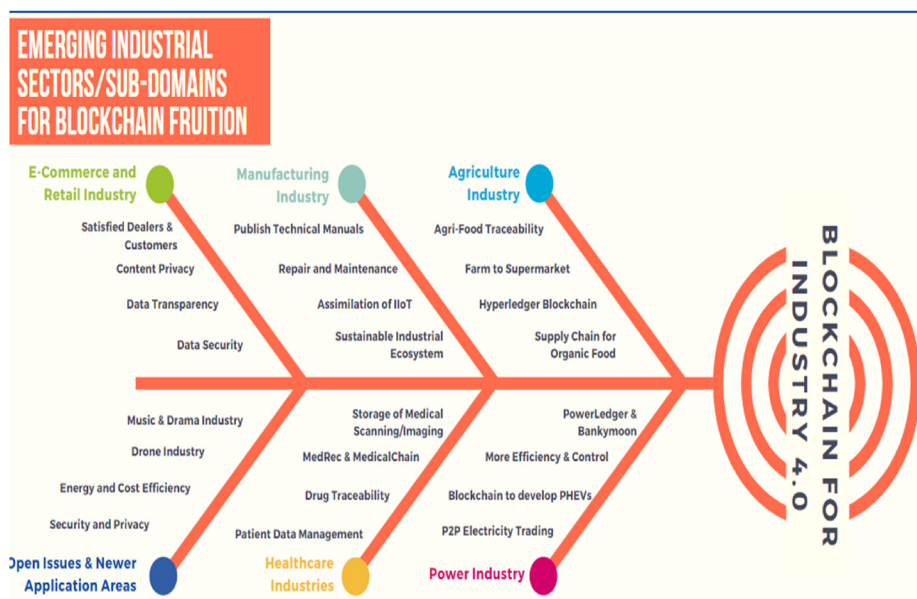 EMERGING INDUSTRIAL
SECTORS/SUB-DOMAINS
FOR BLOCKCHAIN FRUITION
E-Commerce and
Retail Industry
Satisfied Dealers &
Customers
Content Privacy
Data Transparency
Data Security
Manufacturing
Industry
Publish Technical Manuals
Repair and Maintenance
Assimilation of IIoT
Sustainable Industrial
Ecosystem
Agriculture
Industry
Agri-Food Traceability
Farm to Supermarket
Hyperledger Blockchain
Supply Chain for
Organic Food
BLOCKCHAIN FOR
INDUSTRY 4.0
Music & Drama Industry
Drone Industry
Energy and Cost Efficiency
Security and Privacy
Open Issues & Newer
Application Areas
Storage of Medical
Scanning/Imaging
MedRec & MedicalChain
Drug Traceability
Patient Data Management
Healthcare
Industries
PowerLedger &
Bankymoon
More Efficiency & Control
Blockchain to develop PHEVs
P2P Electricity Trading
Power Industry